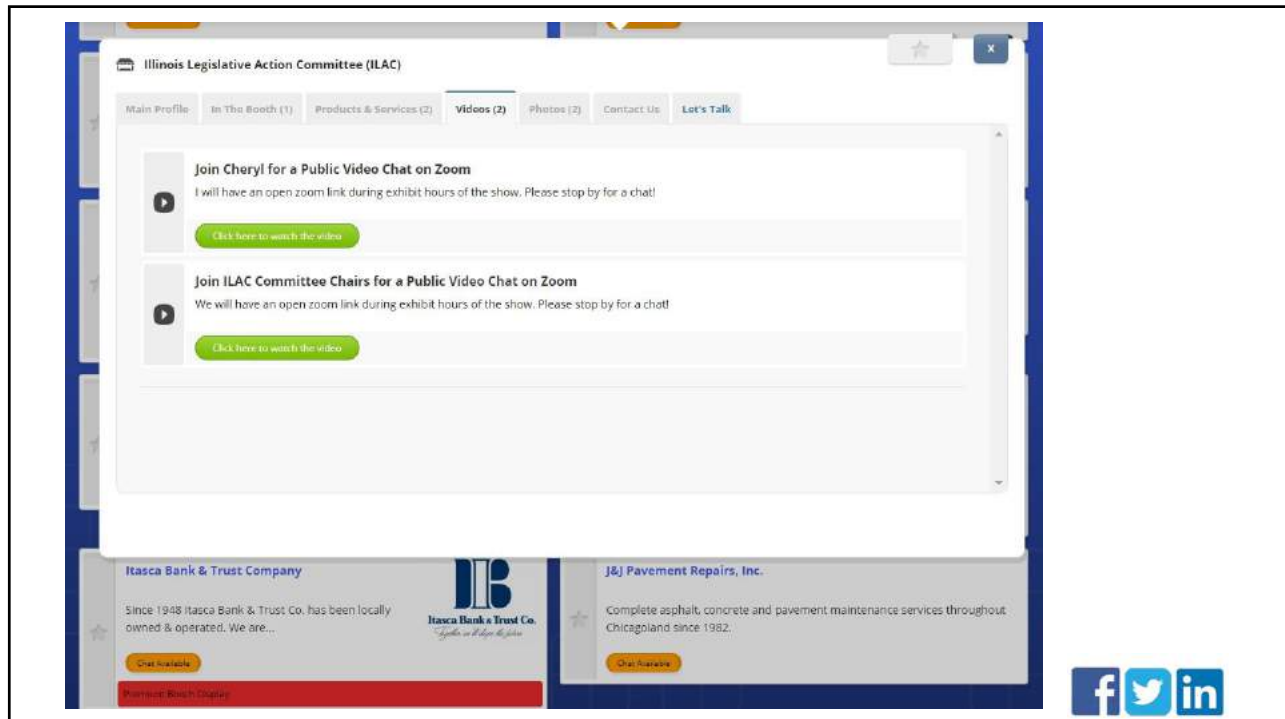 Illinois Legislative Action Committee (ILAC)
x
Main Profile In The Booth (1) Products & Services (2) Videos (2) Photos (2) Contact Us Let's Talk
Join Cheryl for a Public Video Chat on Zoom
I will have an open zoom link during exhibit hours of the show. Please stop by for a chat!
Click here to watch the video
Join ILAC Committee Chairs for a Public Video Chat on Zoom
We will have an open zoom link during exhibit hours of the show. Please stop by for a chat!
Click here to watch the video
Itasca Bank & Trust Company
Since 1948 Itasca Bank & Trust Co. has been locally
owned & operated. We are...
Chat Available
Premium Booth Display
IB
Itasca Bank & Trust Co.
J&J Pavement Repairs, Inc.
Complete asphalt, concrete and pavement maintenance services throughout
Chicagoland since 1982.
Chat Available
f in